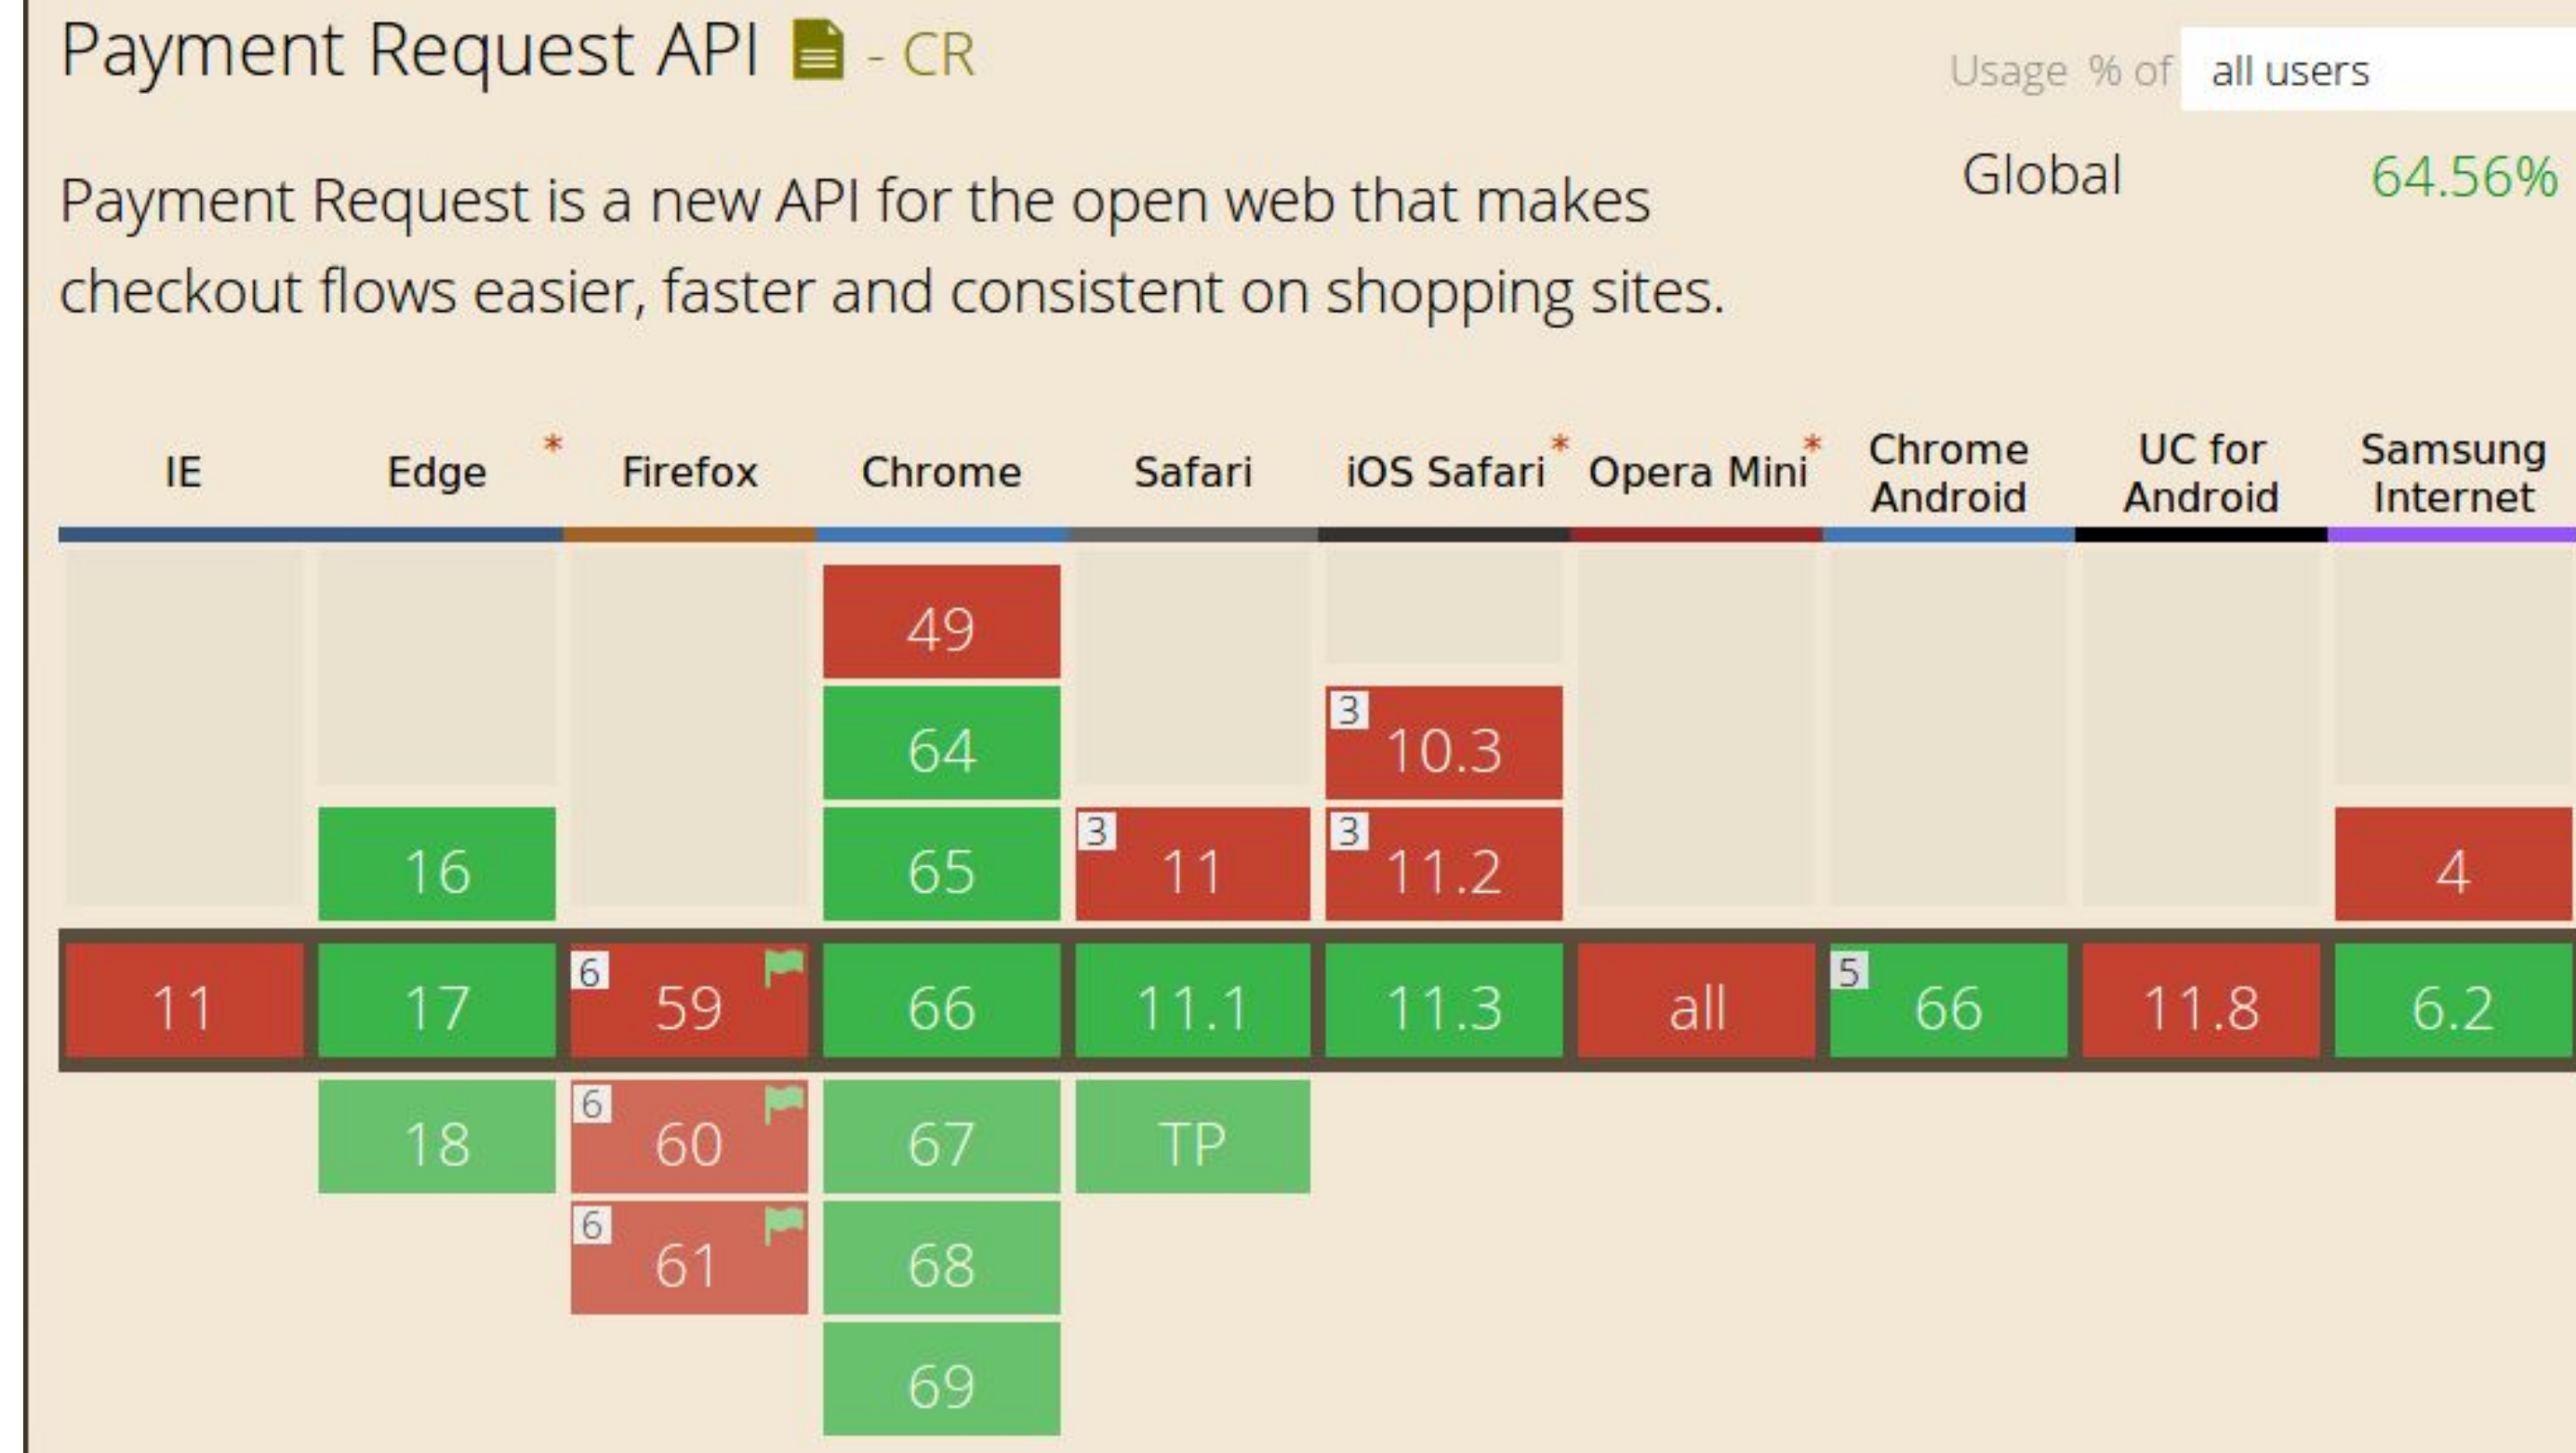 Payment Request API - CR
Usage % of all users
Global 64.56%
Payment Request is a new API for the open web that makes
checkout flows easier, faster and consistent on shopping sites.
IE Edge * Firefox Chrome Safari iOS Safari * Opera Mini * Chrome Android UC for Android Samsung Internet
49
64 3 10.3
16 65 3 11 3 11.2 4
11 17 6 59 66 11.1 11.3 all 5 66 11.8 6.2
18 6 60 67 TP
6 61 68
69